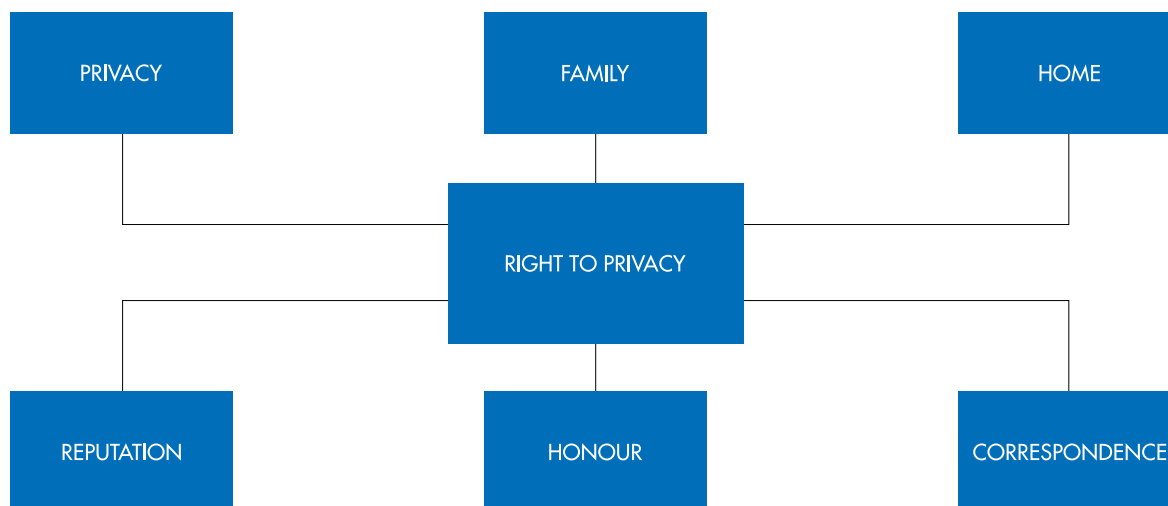 PRIVACY
FAMILY
HOME
RIGHT TO PRIVACY
REPUTATION
HONOUR
CORRESPONDENCE